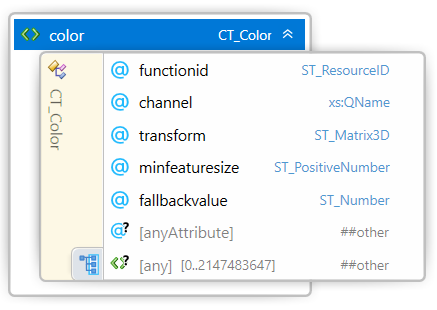 color CT_Color
CT_Color
@ functionid ST_ResourceID
@ channel xs:QName
@ transform ST_Matrix3D
@ minfeaturesize ST_PositiveNumber
@ fallbackvalue ST_Number
@? [anyAttribute] ##other
<>? [any] [0..2147483647] ##other